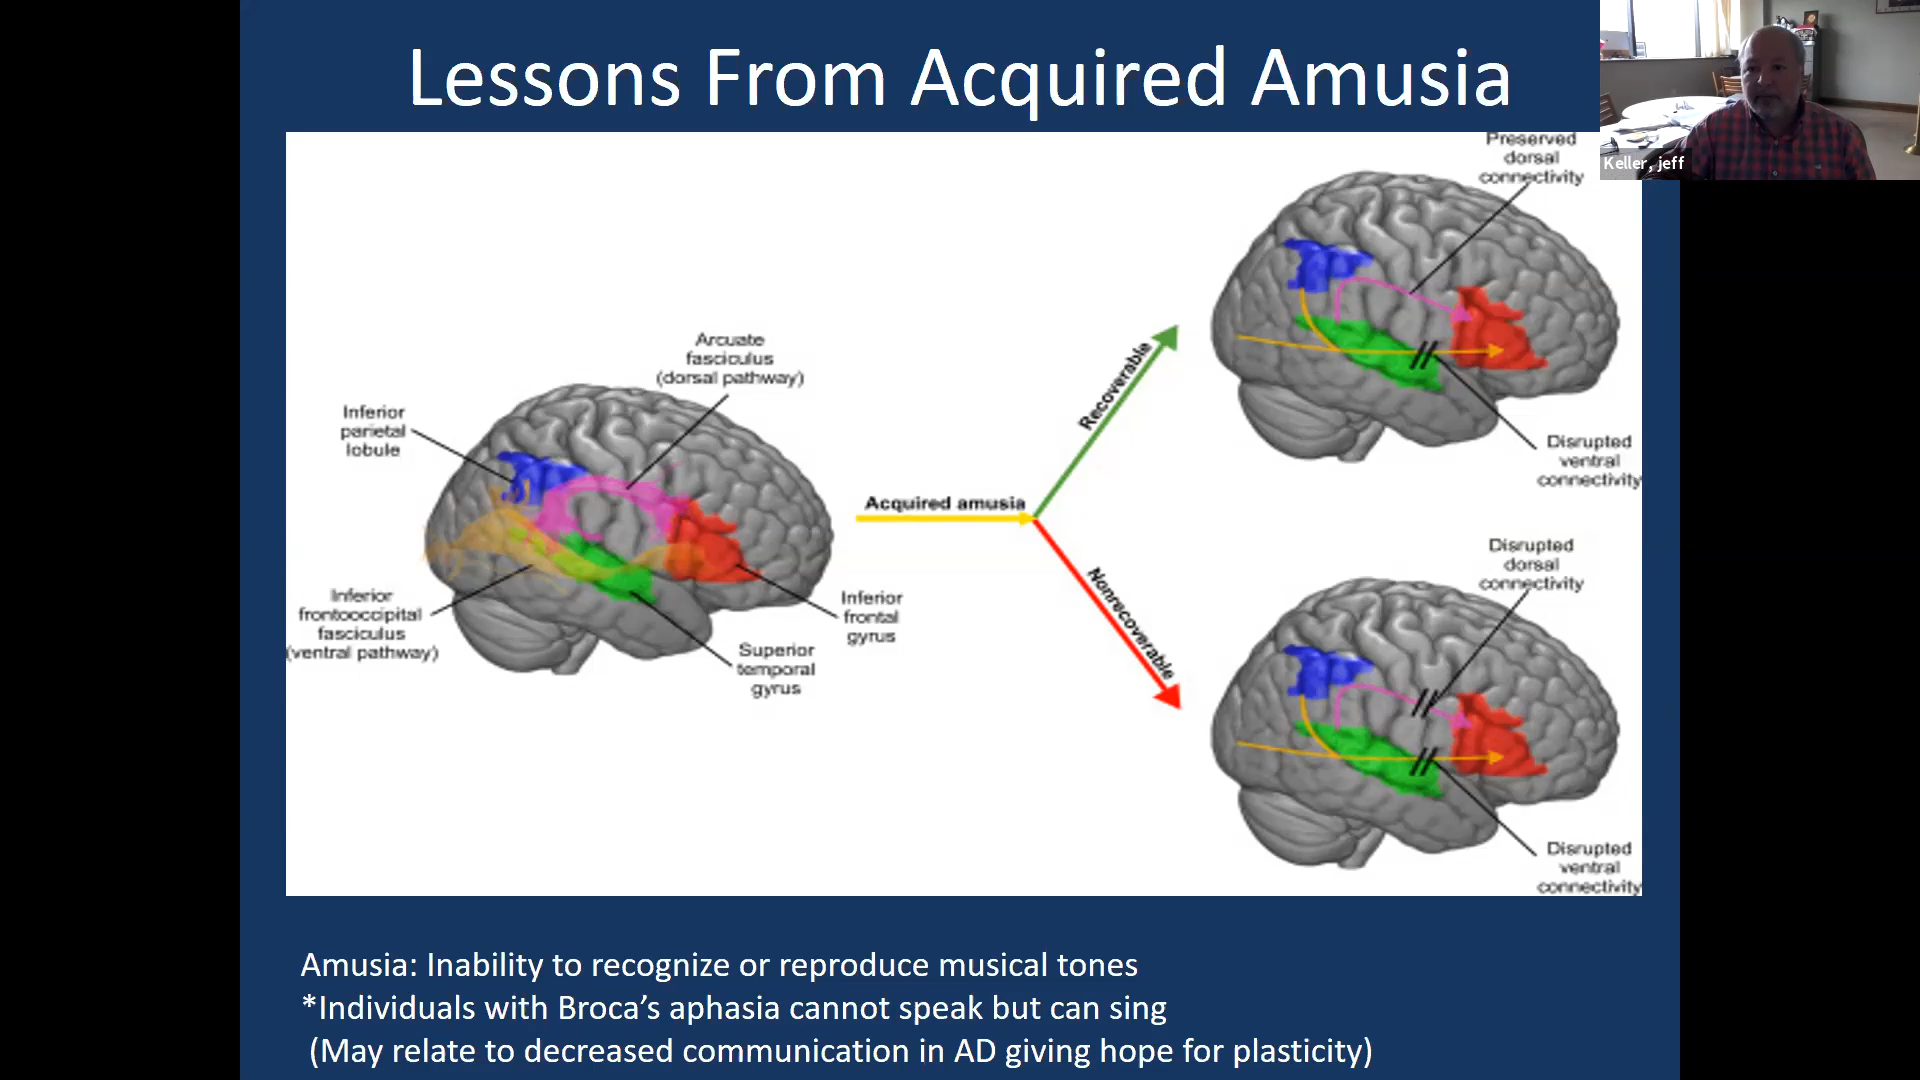 Lessons From Acquired Amusia
Keller, jeff
Preserved
dorsal
connectivity
Arcuate
fasciculus
(dorsal pathway)
Inferior
parietal
lobule
Recoverable
Disrupted
ventral
connectivity
Acquired amusia
Disrupted
dorsal
connectivity
Nonrecoverable
Inferior
frontooccipital
fasciculus
(ventral pathway)
Inferior
frontal
gyrus
Superior
temporal
gyrus
Disrupted
ventral
connectivity
Amusia: Inability to recognize or reproduce musical tones
*Individuals with Broca’s aphasia cannot speak but can sing
(May relate to decreased communication in AD giving hope for plasticity)